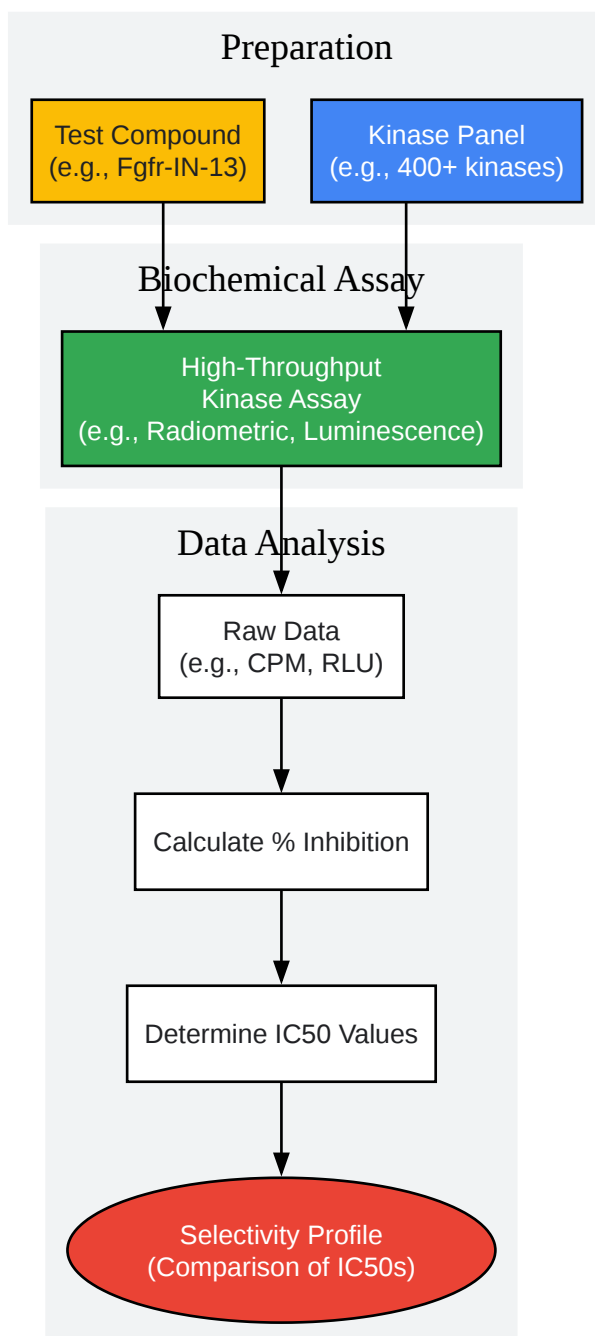 Preparation
Test Compound
(e.g., Fgfr-IN-13)
Kinase Panel
(e.g., 400+ kinases)
Biochemical Assay
High-Throughput
Kinase Assay
(e.g., Radiometric, Luminescence)
Data Analysis
Raw Data
(e.g., CPM, RLU)
Calculate % Inhibition
Determine IC50 Values
Selectivity Profile
(Comparison of IC50s)